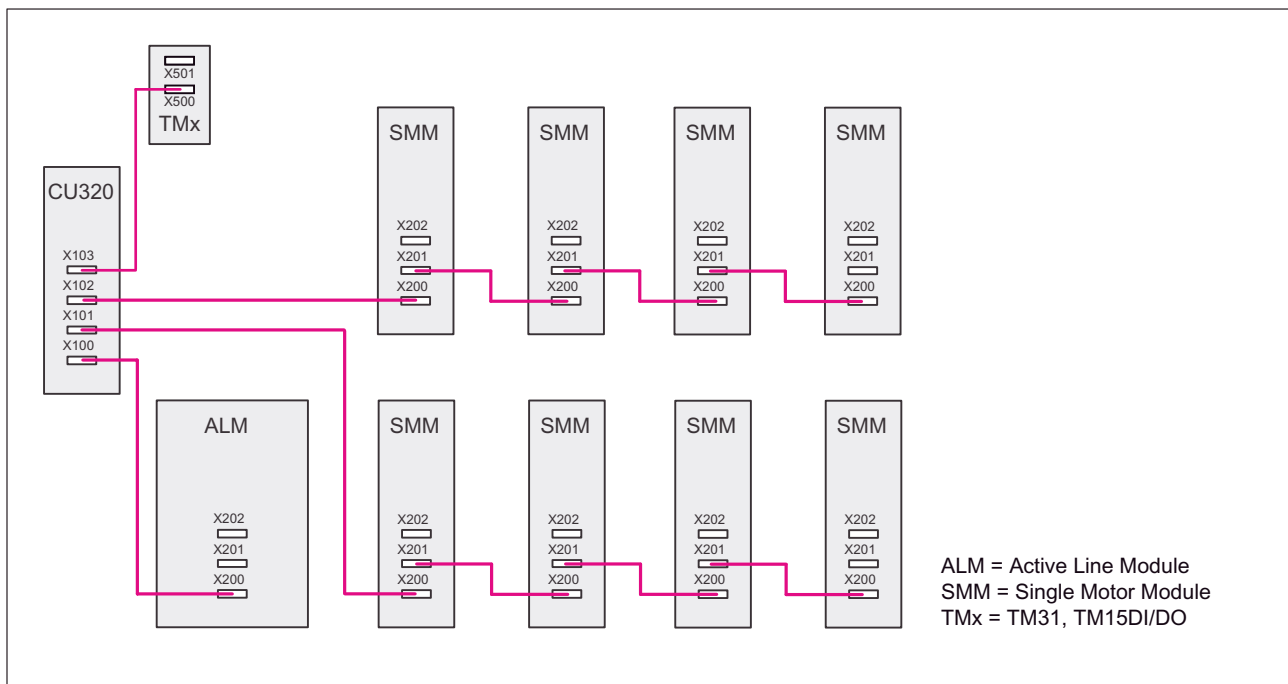 X501
X500
TMx
CU320
X103
X102
X101
X100
SMM
X202
X201
X200
SMM
X202
X201
X200
SMM
X202
X201
X200
SMM
X202
X201
X200
ALM
X202
X201
X200
SMM
X202
X201
X200
SMM
X202
X201
X200
SMM
X202
X201
X200
SMM
X202
X201
X200
ALM = Active Line Module
SMM = Single Motor Module
TMx = TM31, TM15DI/DO